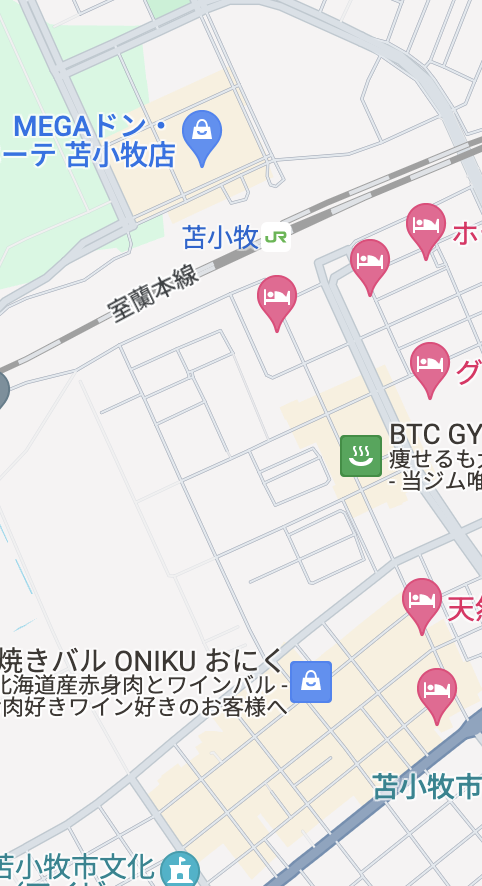 MEGAドン・
ーテ 苫小牧店
苫小牧
JR
ホ
室蘭本線
グ
BTC GY
痩せるも
- 当ジム唯
天然
焼きバル ONIKU おにく
北海道産赤身肉とワインバル -
肉好きワイン好きのお客様へ
苫小牧市
苫小牧市文化